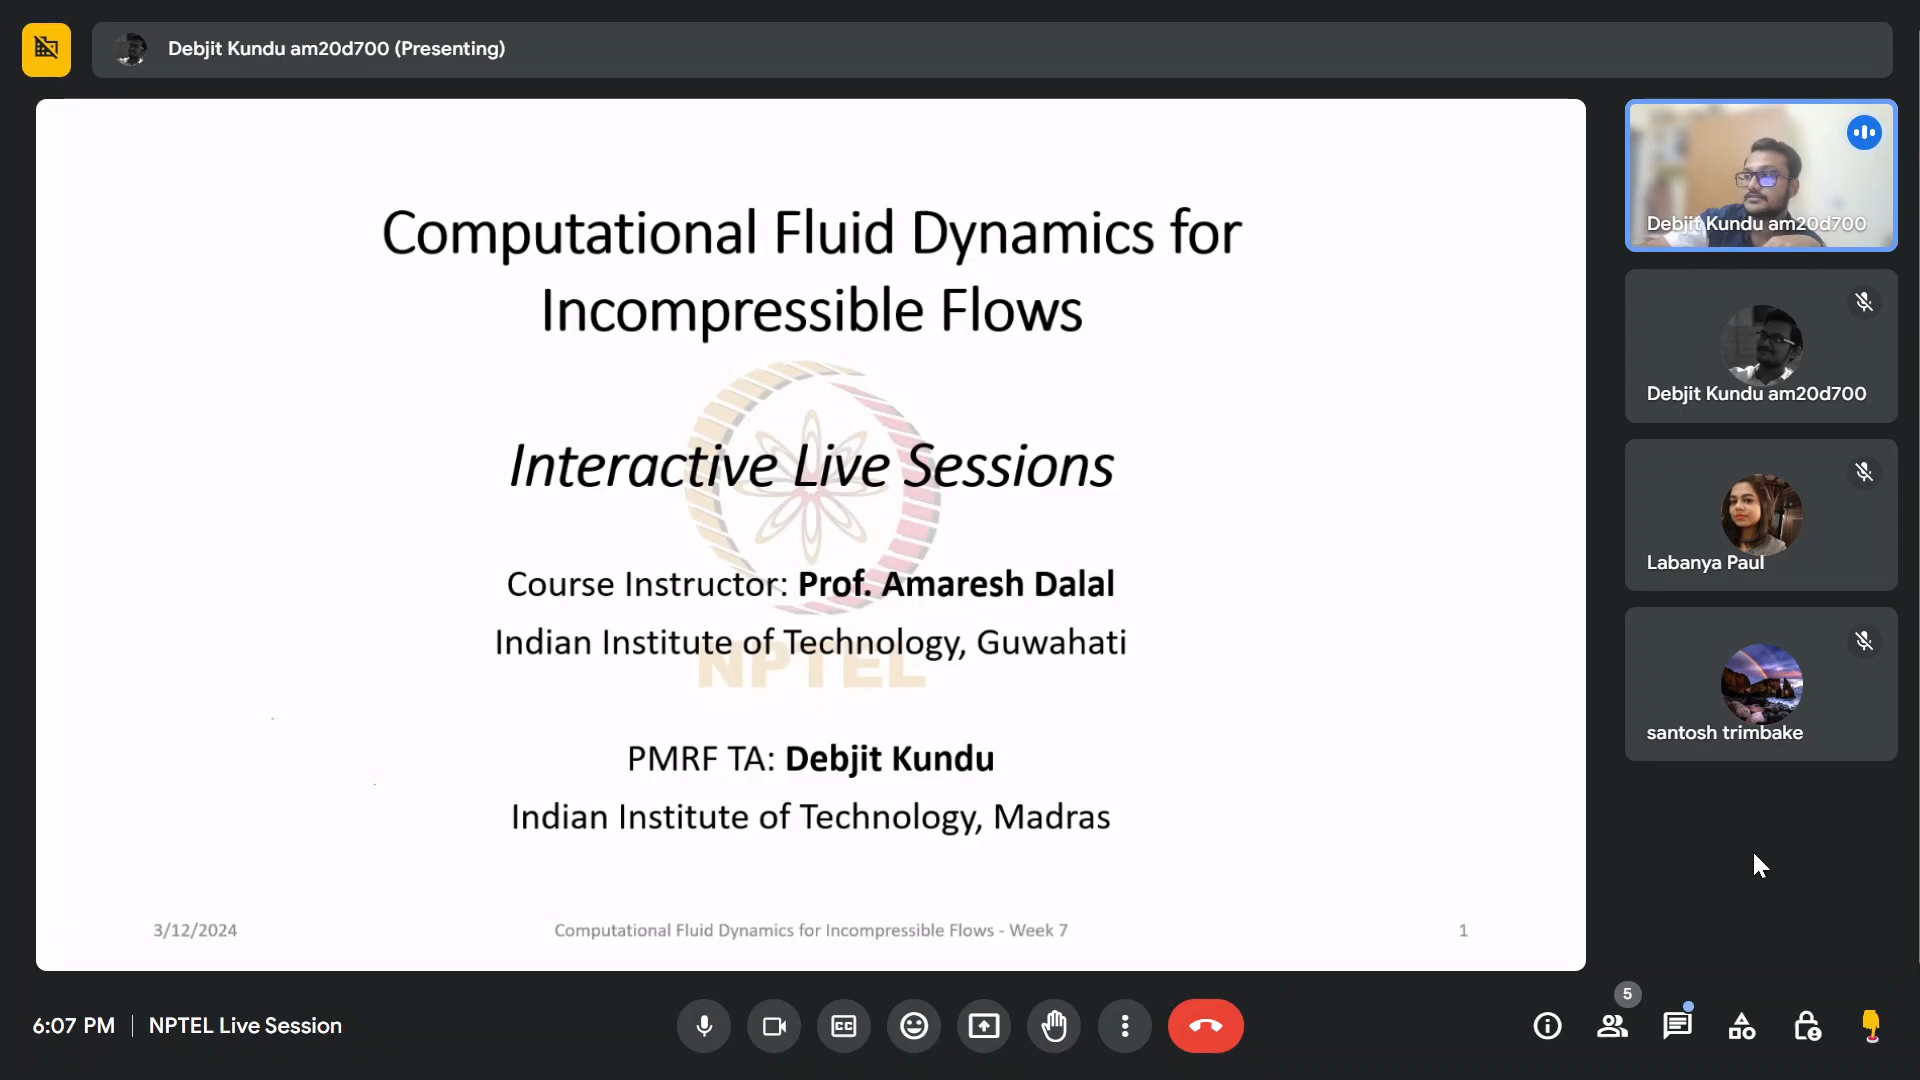 Debjit Kundu am20d700 (Presenting)
Computational Fluid Dynamics for
Incompressible Flows
Interactive Live Sessions
Course Instructor: Prof. Amaresh Dalal
Indian Institute of Technology, Guwahati
NPTEL
PMRF TA: Debjit Kundu
Indian Institute of Technology, Madras
3/12/2024
Computational Fluid Dynamics for Incompressible Flows - Week 7
1
Debjit Kundu am20d700
Debjit Kundu am20d700
Labanya Paul
santosh trimbake
6:07 PM | NPTEL Live Session
CC
5